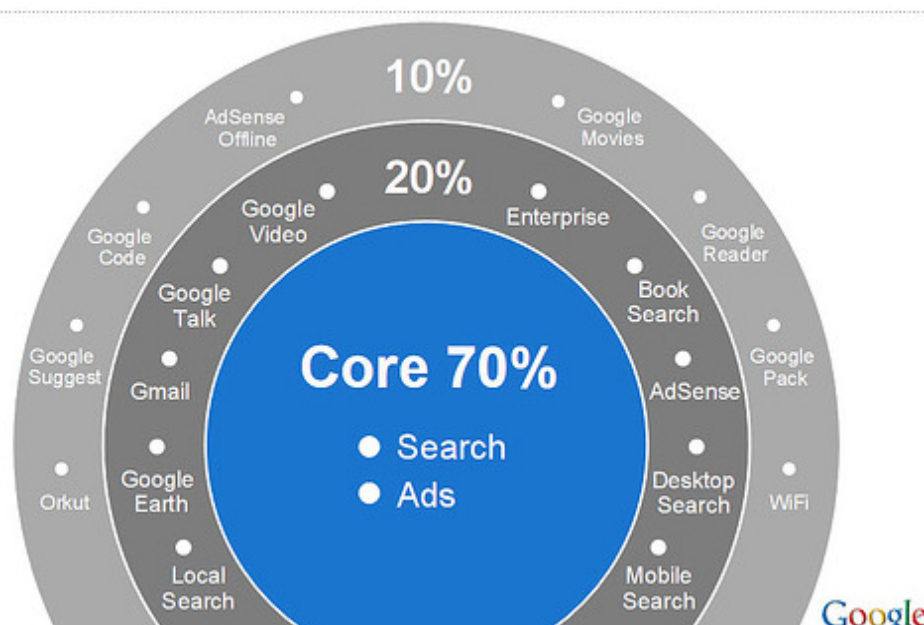 10%
AdSense
Offline
Google
Movies
Google
Code
Google
Reader
Google
Suggest
Google
Pack
Orkut
WiFi
20%
Google
Video
Enterprise
Google
Talk
Book
Search
Gmail
AdSense
Google
Earth
Desktop
Search
Local
Search
Mobile
Search
Core 70%
Search
Ads
Google